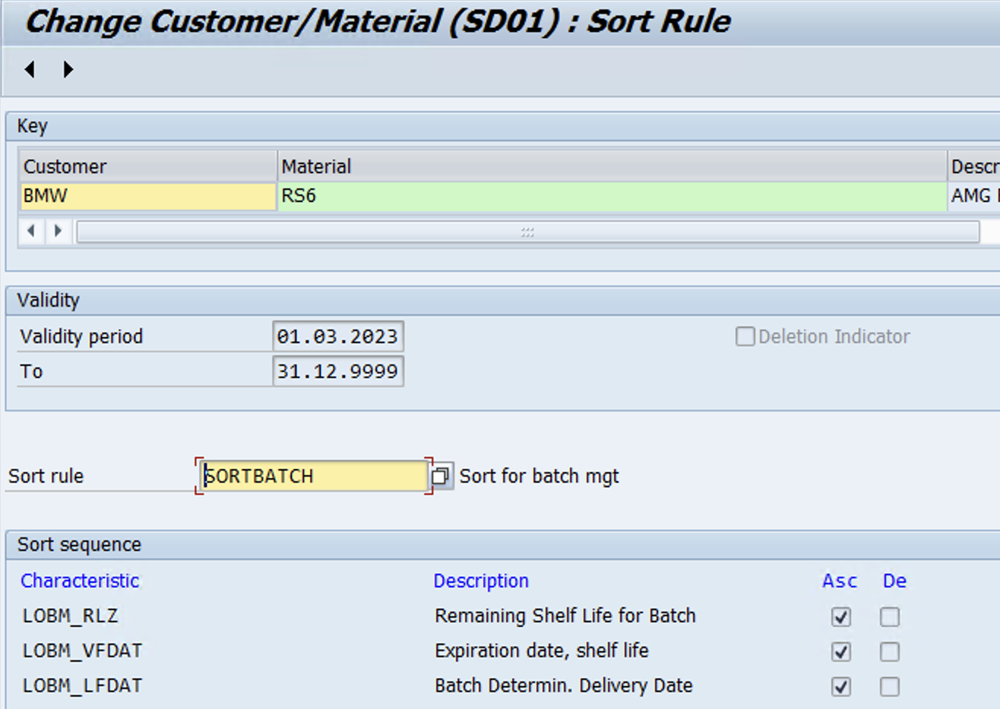 Change Customer/Material (SD01) : Sort Rule
Key
Customer Material Descr
BMW RS6 AMG
Validity
Validity period 01.03.2023 Deletion Indicator
To 31.12.9999
Sort rule SORTBATCH Sort for batch mgt
Sort sequence
Characteristic Description Asc De
LOBM_RLZ Remaining Shelf Life for Batch
LOBM_VFDAT Expiration date, shelf life
LOBM_LFDAT Batch Determin. Delivery Date